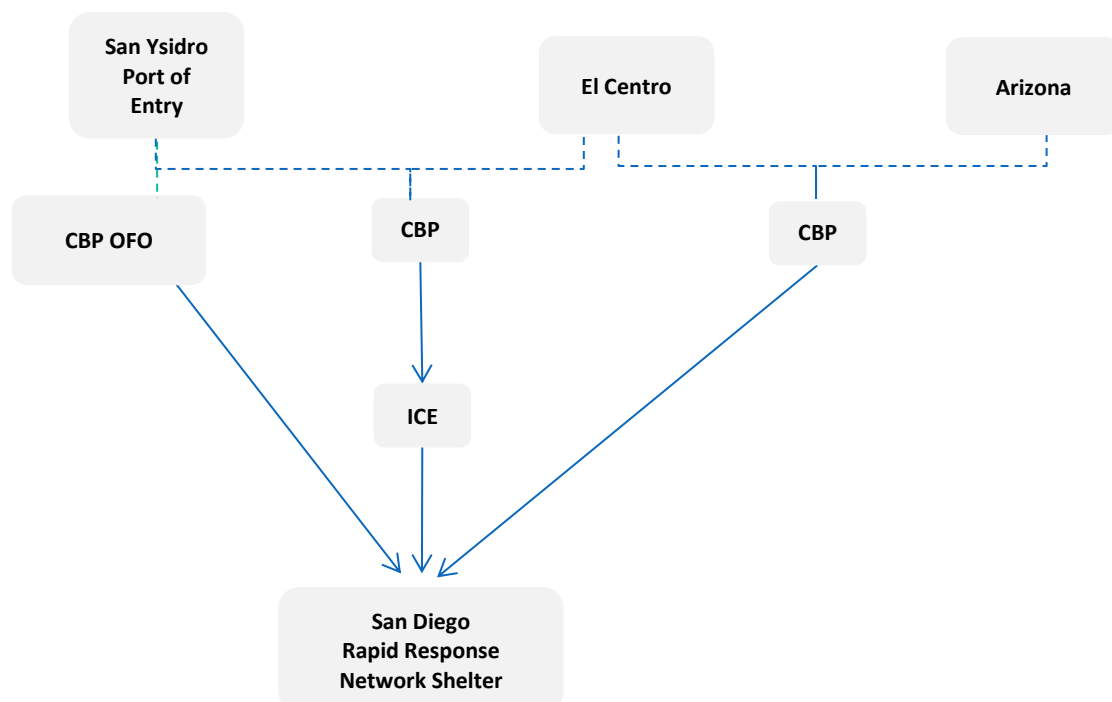 San Ysidro
Port of
Entry
El Centro
Arizona
CBP OFO
CBP
CBP
ICE
San Diego
Rapid Response
Network Shelter